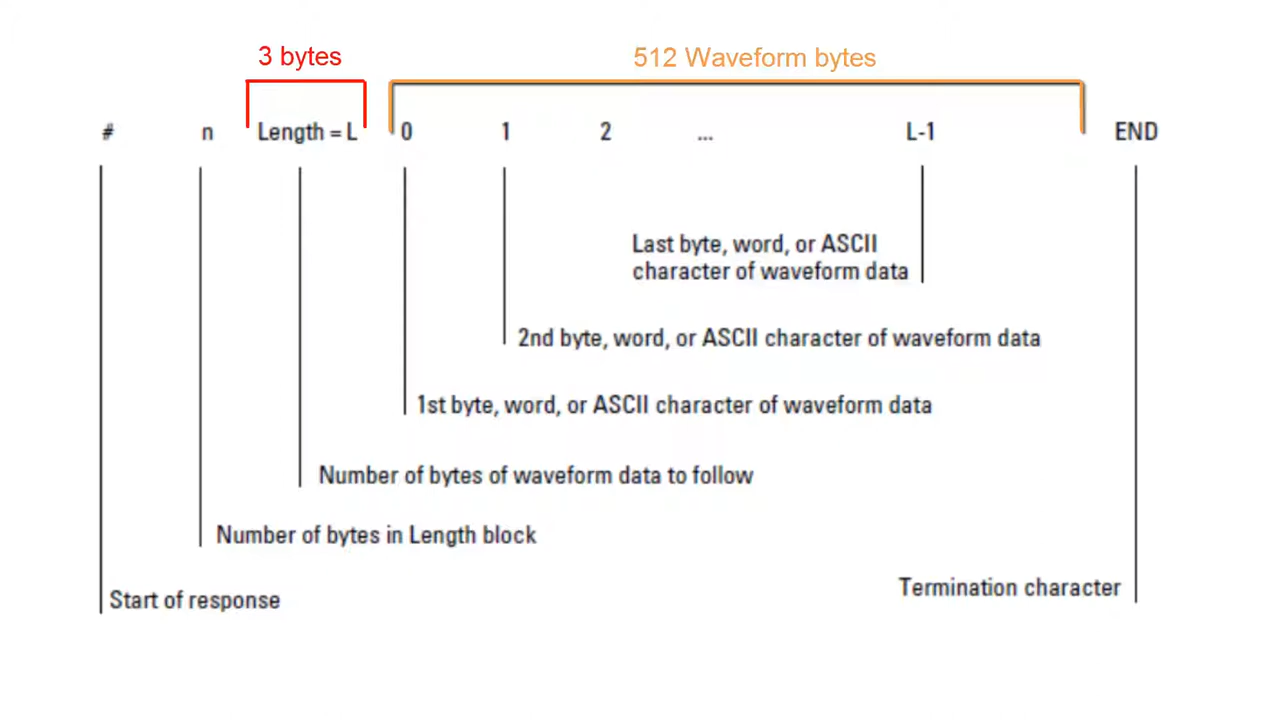 3 bytes
512 Waveform bytes
# n Length = L 0 1 2 ... L-1 END
Last byte, word, or ASCII
character of waveform data
2nd byte, word, or ASCII character of waveform data
1st byte, word, or ASCII character of waveform data
Number of bytes of waveform data to follow
Number of bytes in Length block
Termination character
Start of response